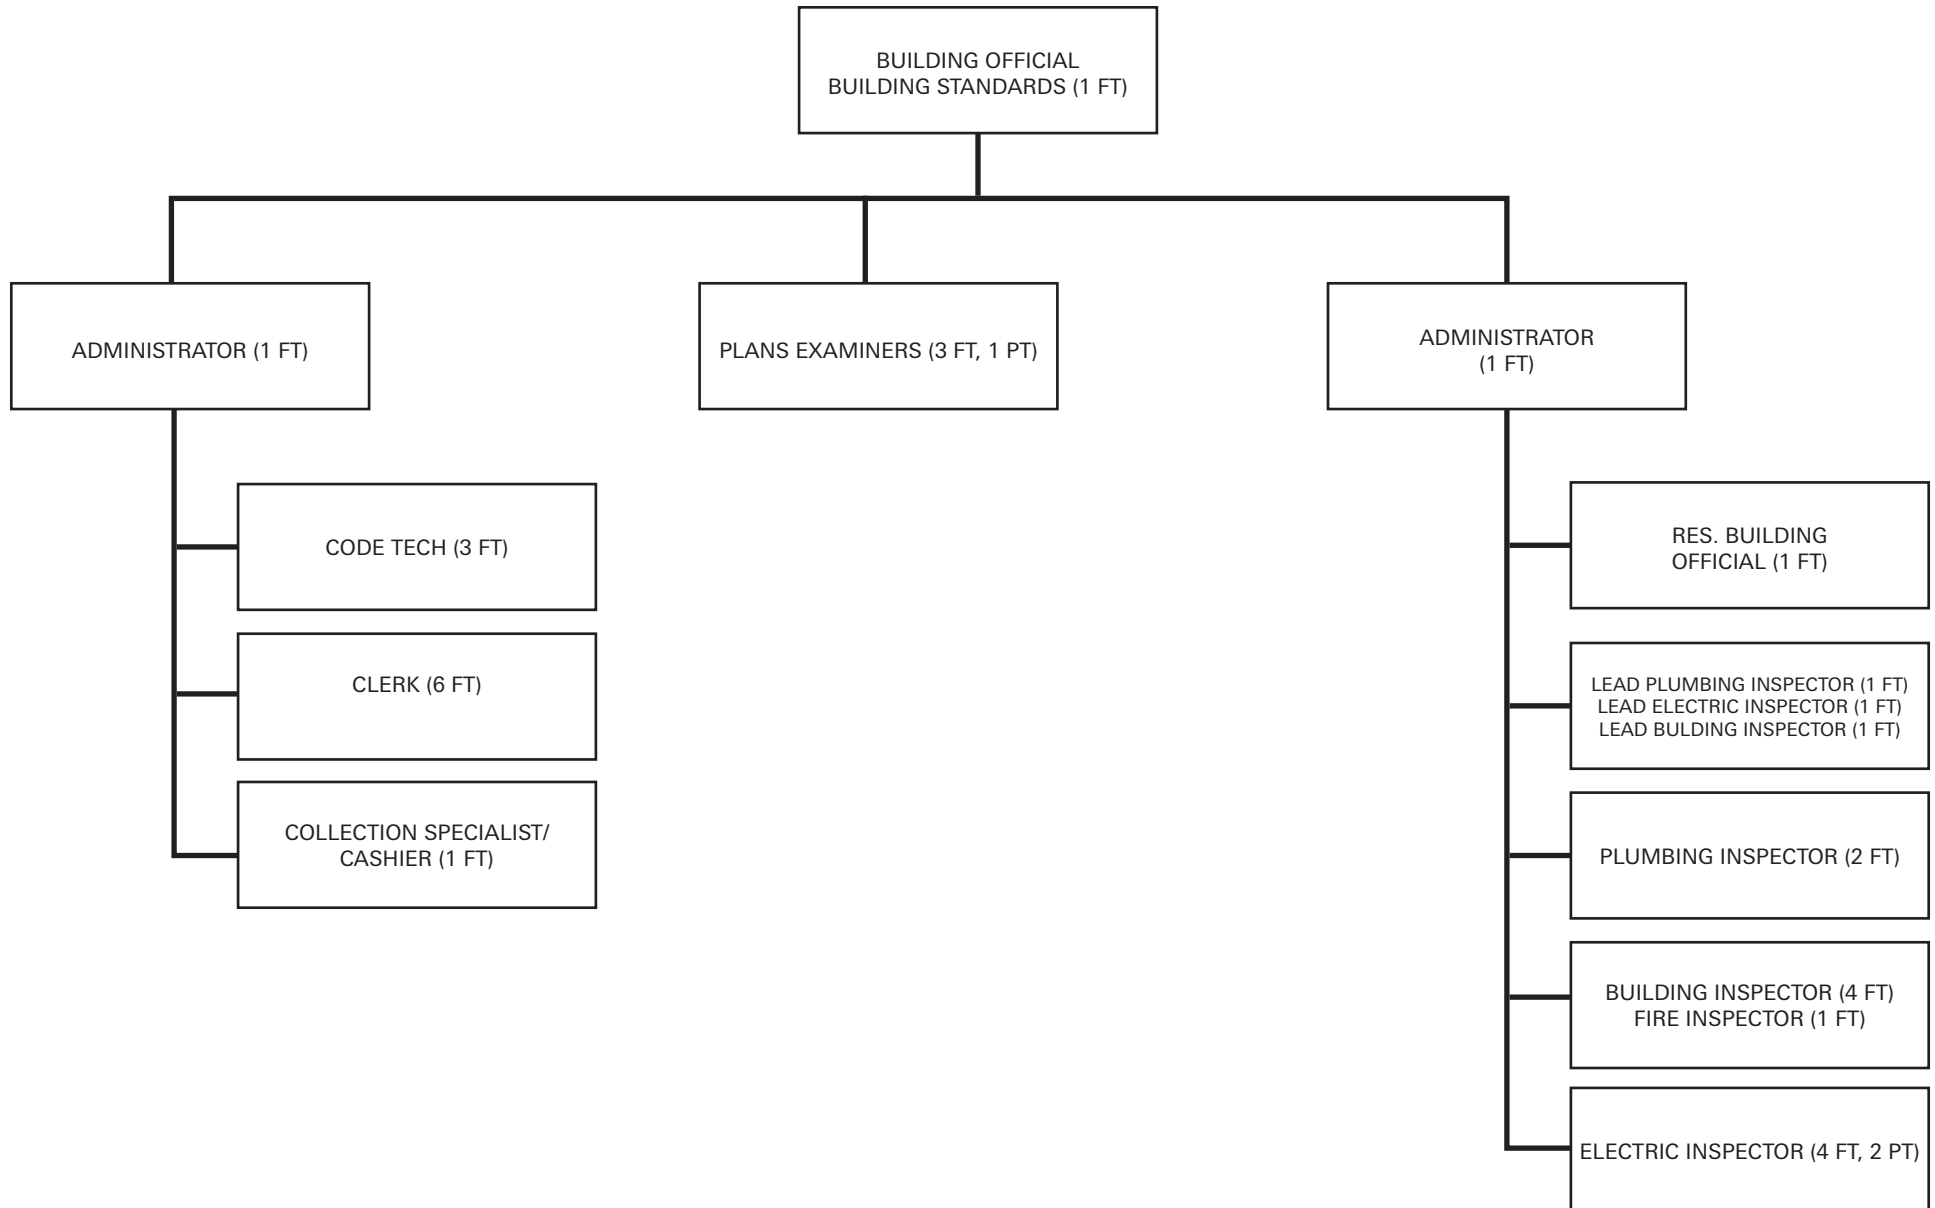 BUILDING OFFICIAL
BUILDING STANDARDS (1 FT)
ADMINISTRATOR (1 FT)
PLANS EXAMINERS (3 FT, 1 PT)
ADMINISTRATOR
(1 FT)
CODE TECH (3 FT)
CLERK (6 FT)
COLLECTION SPECIALIST/
CASHIER (1 FT)
RES. BUILDING
OFFICIAL (1 FT)
LEAD PLUMBING INSPECTOR (1 FT)
LEAD ELECTRIC INSPECTOR (1 FT)
LEAD BULDING INSPECTOR (1 FT)
PLUMBING INSPECTOR (2 FT)
BUILDING INSPECTOR (4 FT)
FIRE INSPECTOR (1 FT)
ELECTRIC INSPECTOR (4 FT, 2 PT)